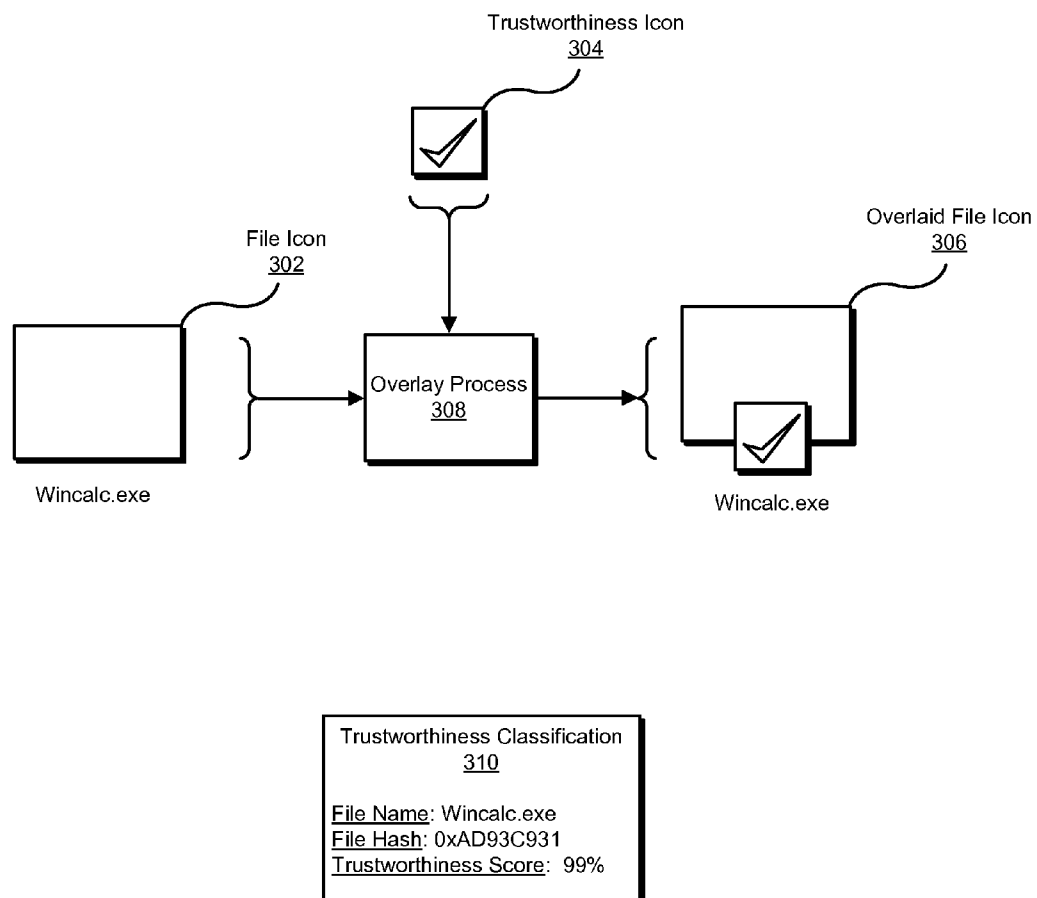 Trustworthiness Icon
304
File Icon
302
Overlaid File Icon
306
Overlay Process
308
Wincalc.exe
Wincalc.exe
Trustworthiness Classification
310
File Name: Wincalc.exe
File Hash: 0xAD93C931
Trustworthiness Score: 99%